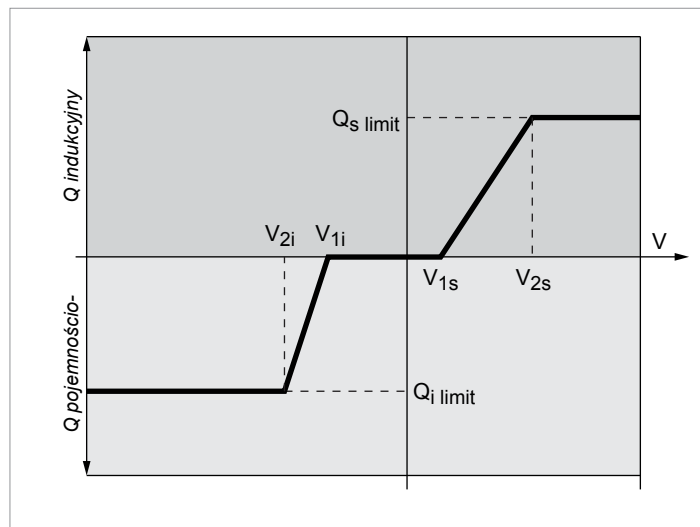 Q indukcyjny
Q pojemnościo-
Qs limit
V2i V1i
V
V1s V2s
Qi limit